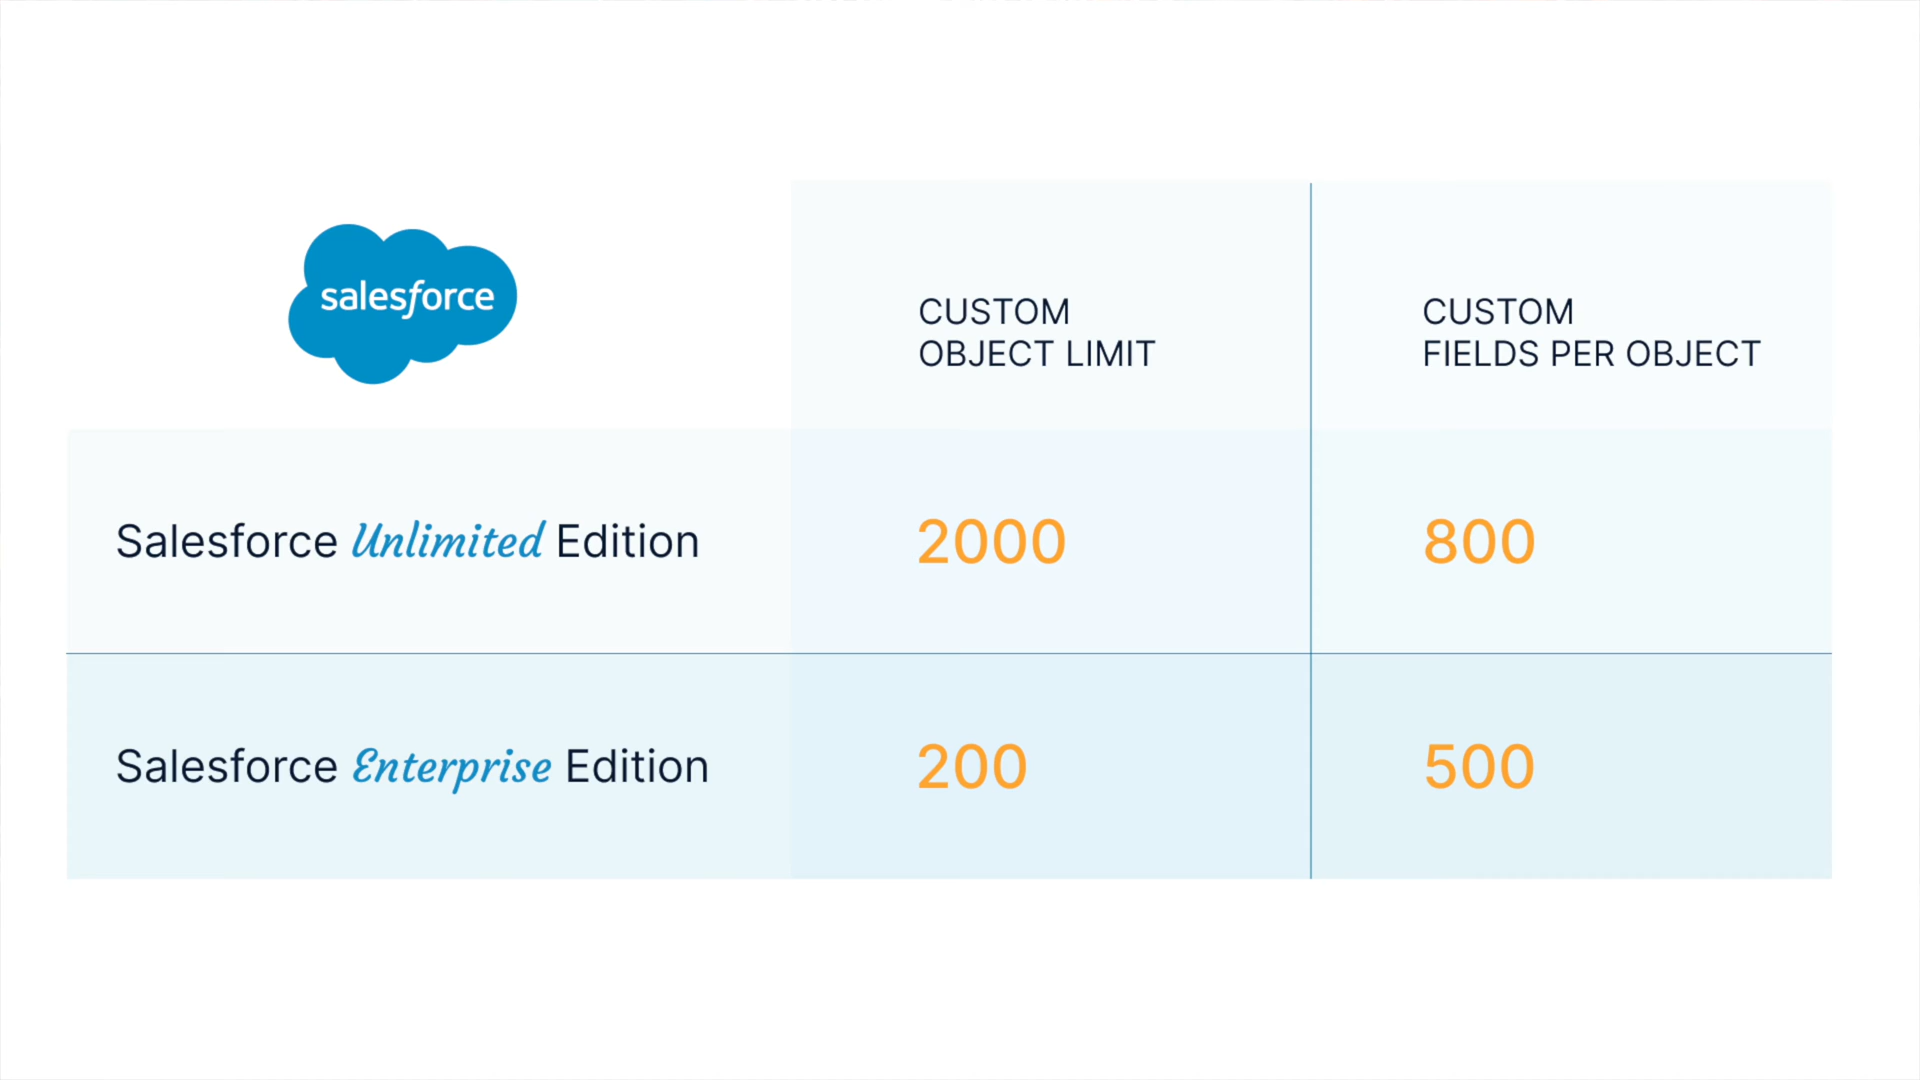 salesforce
CUSTOM
OBJECT LIMIT
CUSTOM
FIELDS PER OBJECT
Salesforce Unlimited Edition
2000
800
Salesforce Enterprise Edition
200
500